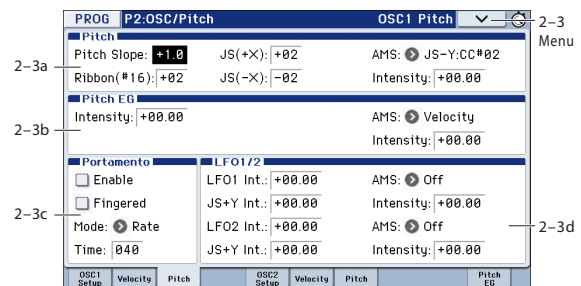 PROG P2:OSC/Pitch OSC1 Pitch
2–3
Menu
Pitch
Pitch Slope: +1.0 JS(+X): +02 AMS: JS-Y:CC#02
2–3a
Ribbon(#16): +02 JS(-X): -02 Intensity: +00.00
Pitch EG
Intensity: +00.00 AMS: Velocity
2–3b
Intensity: +00.00
Portamento LFO1/2
Enable LFO1 Int.: +00.00 AMS: Off
Fingered JS+Y Int.: +00.00 Intensity: +00.00
2–3c
Mode: Rate LFO2 Int.: +00.00 AMS: Off
2–3d
Time: 040 JS+Y Int.: +00.00 Intensity: +00.00
OSC1 Setup Velocity Pitch OSC2 Setup Velocity Pitch Pitch EG